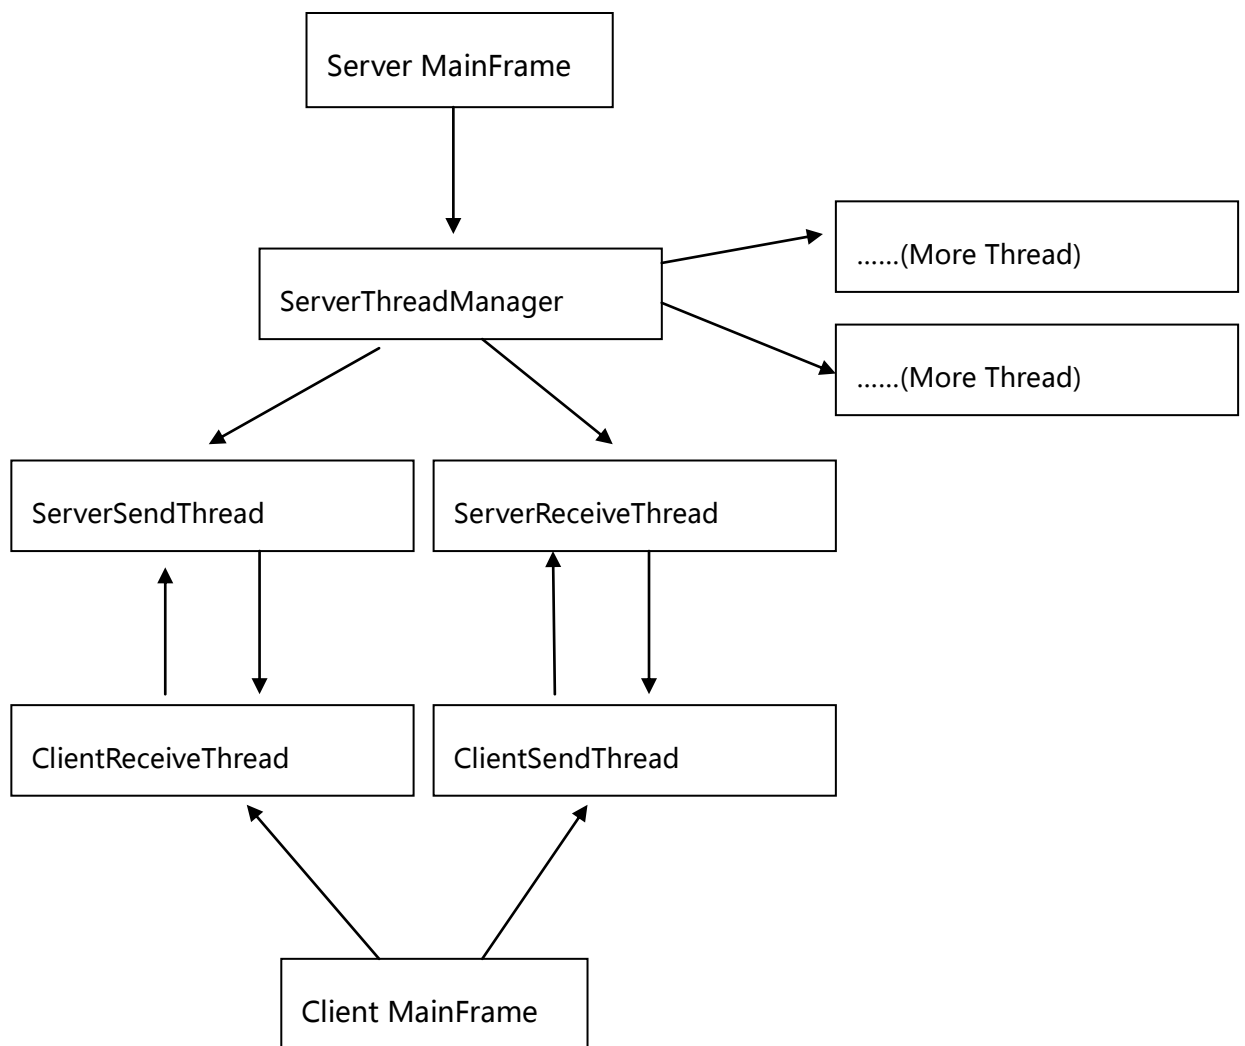 Server MainFrame
......(More Thread)
ServerThreadManager
......(More Thread)
ServerSendThread
ServerReceiveThread
ClientReceiveThread
ClientSendThread
Client MainFrame